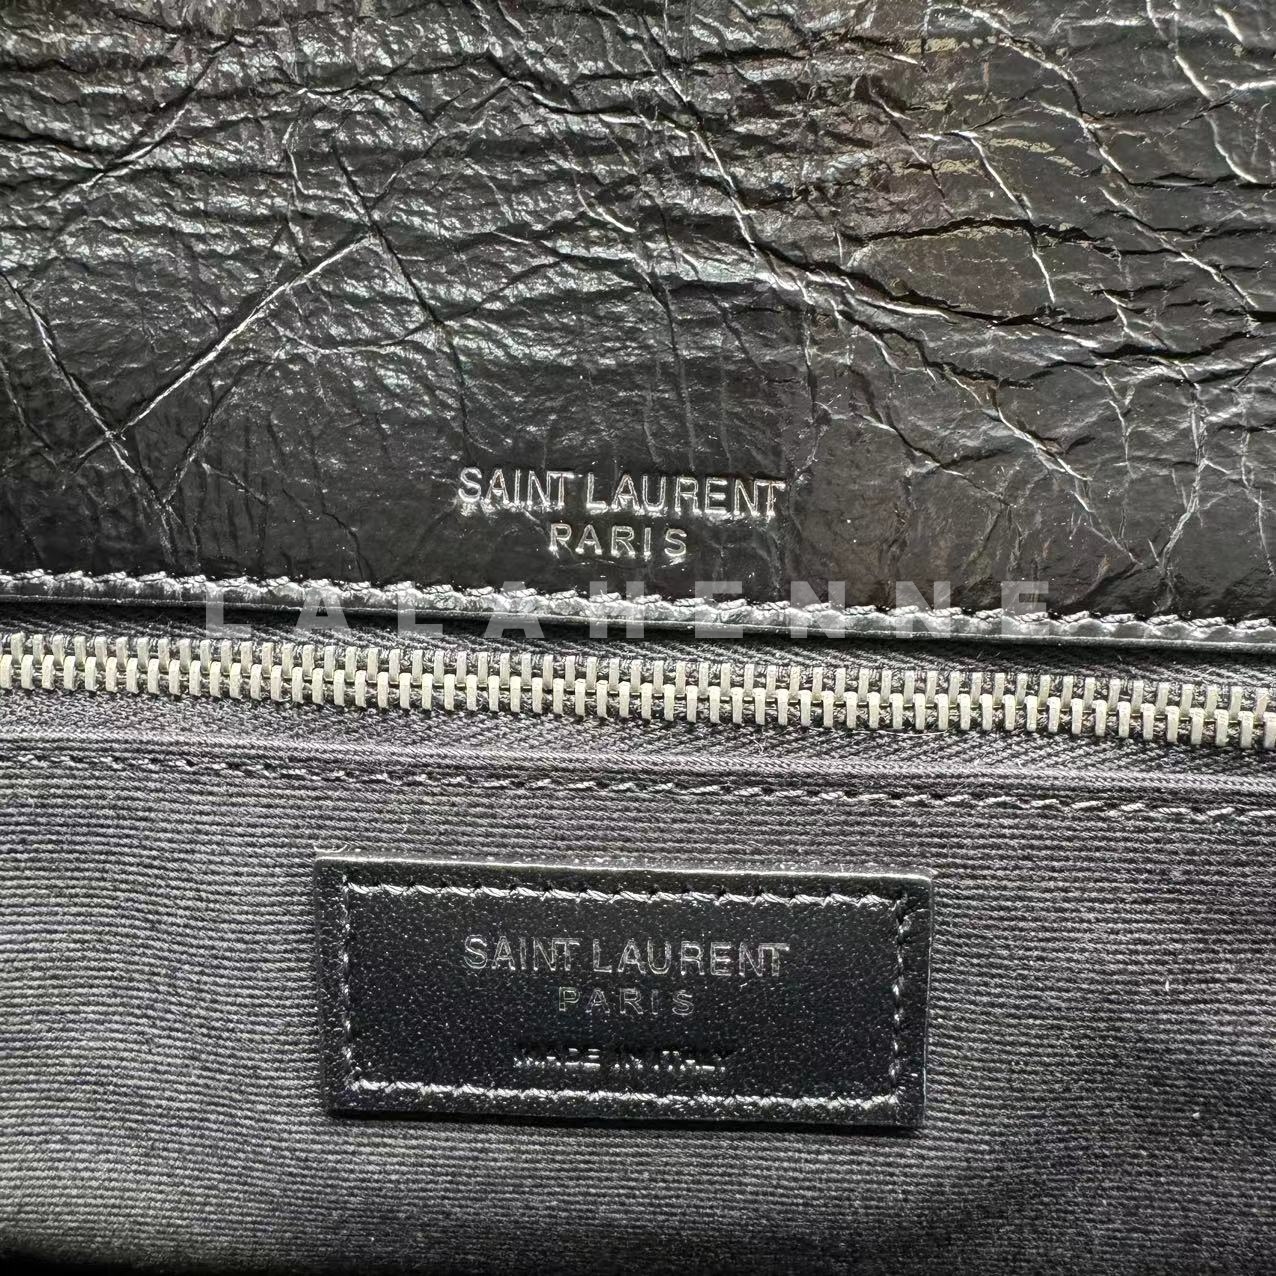 SAINT LAURENT
PARIS
LALAHENNE
SAINT LAURENT
PARIS
MADE IN ITALY